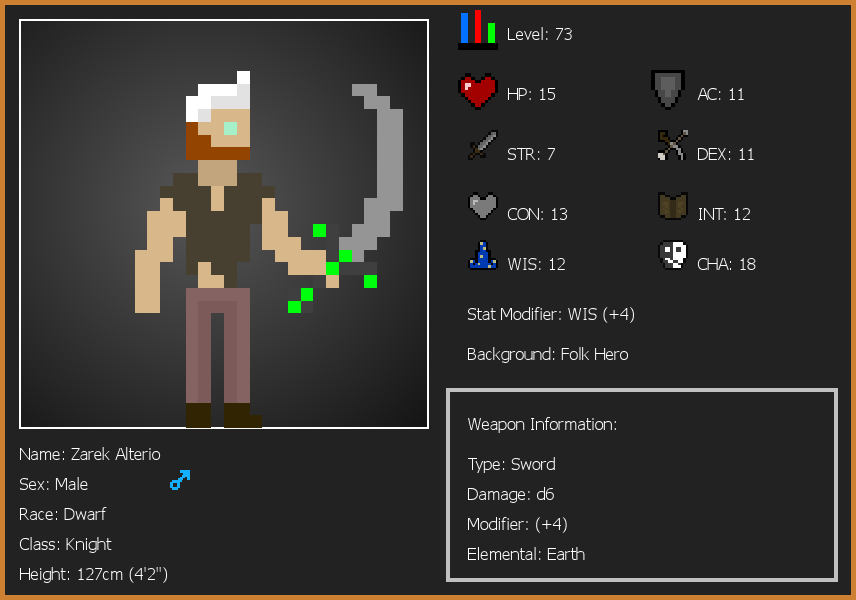 Level: 73
HP: 15
AC: 11
STR: 7
DEX: 11
CON: 13
INT: 12
WIS: 12
CHA: 18
Stat Modifier: WIS (+4)
Background: Folk Hero
Weapon Information:
Type: Sword
Damage: d6
Modifier: (+4)
Elemental: Earth
Name: Zarek Alterio
Sex: Male
Race: Dwarf
Class: Knight
Height: 127cm (4'2")